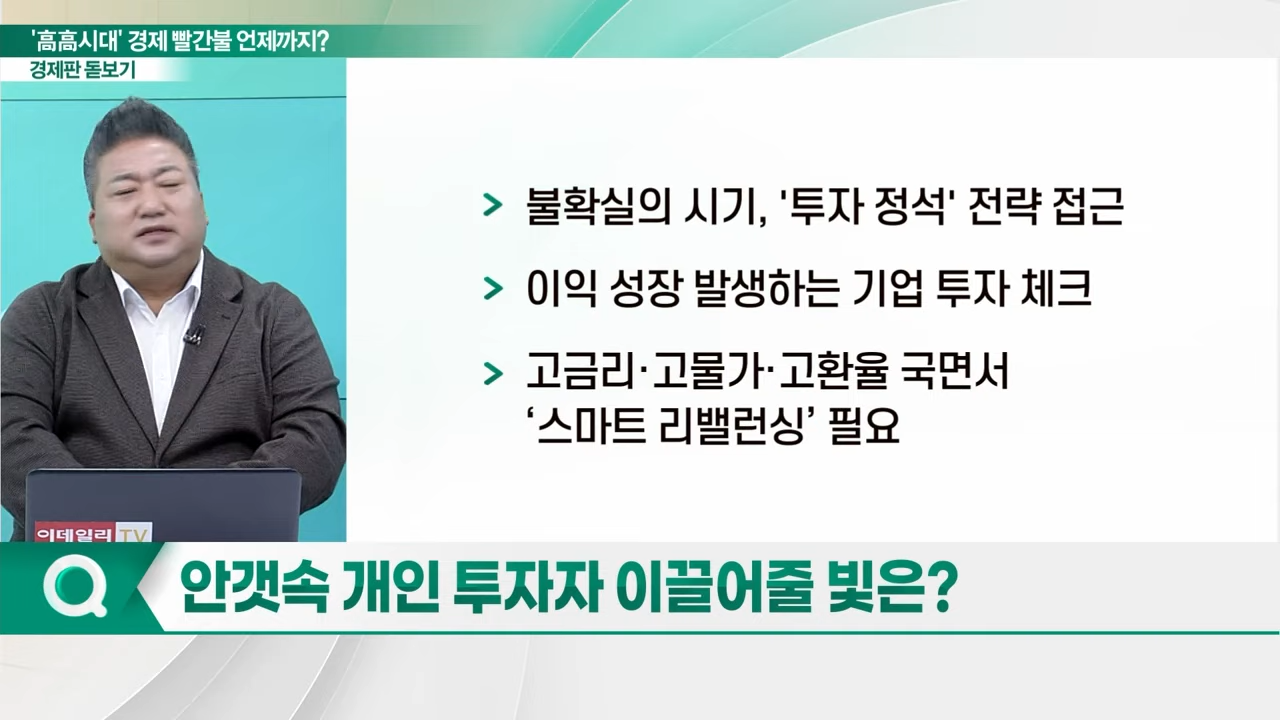 '高高시대' 경제 빨간불 언제까지?
경제판 돋보기
> 불확실의 시기, '투자 정석' 전략 접근
> 이익 성장 발생하는 기업 투자 체크
> 고금리·고물가·고환율 국면서
‘스마트 리밸런싱’ 필요
이데일리 TV
안갯속 개인 투자자 이끌어줄 빛은?